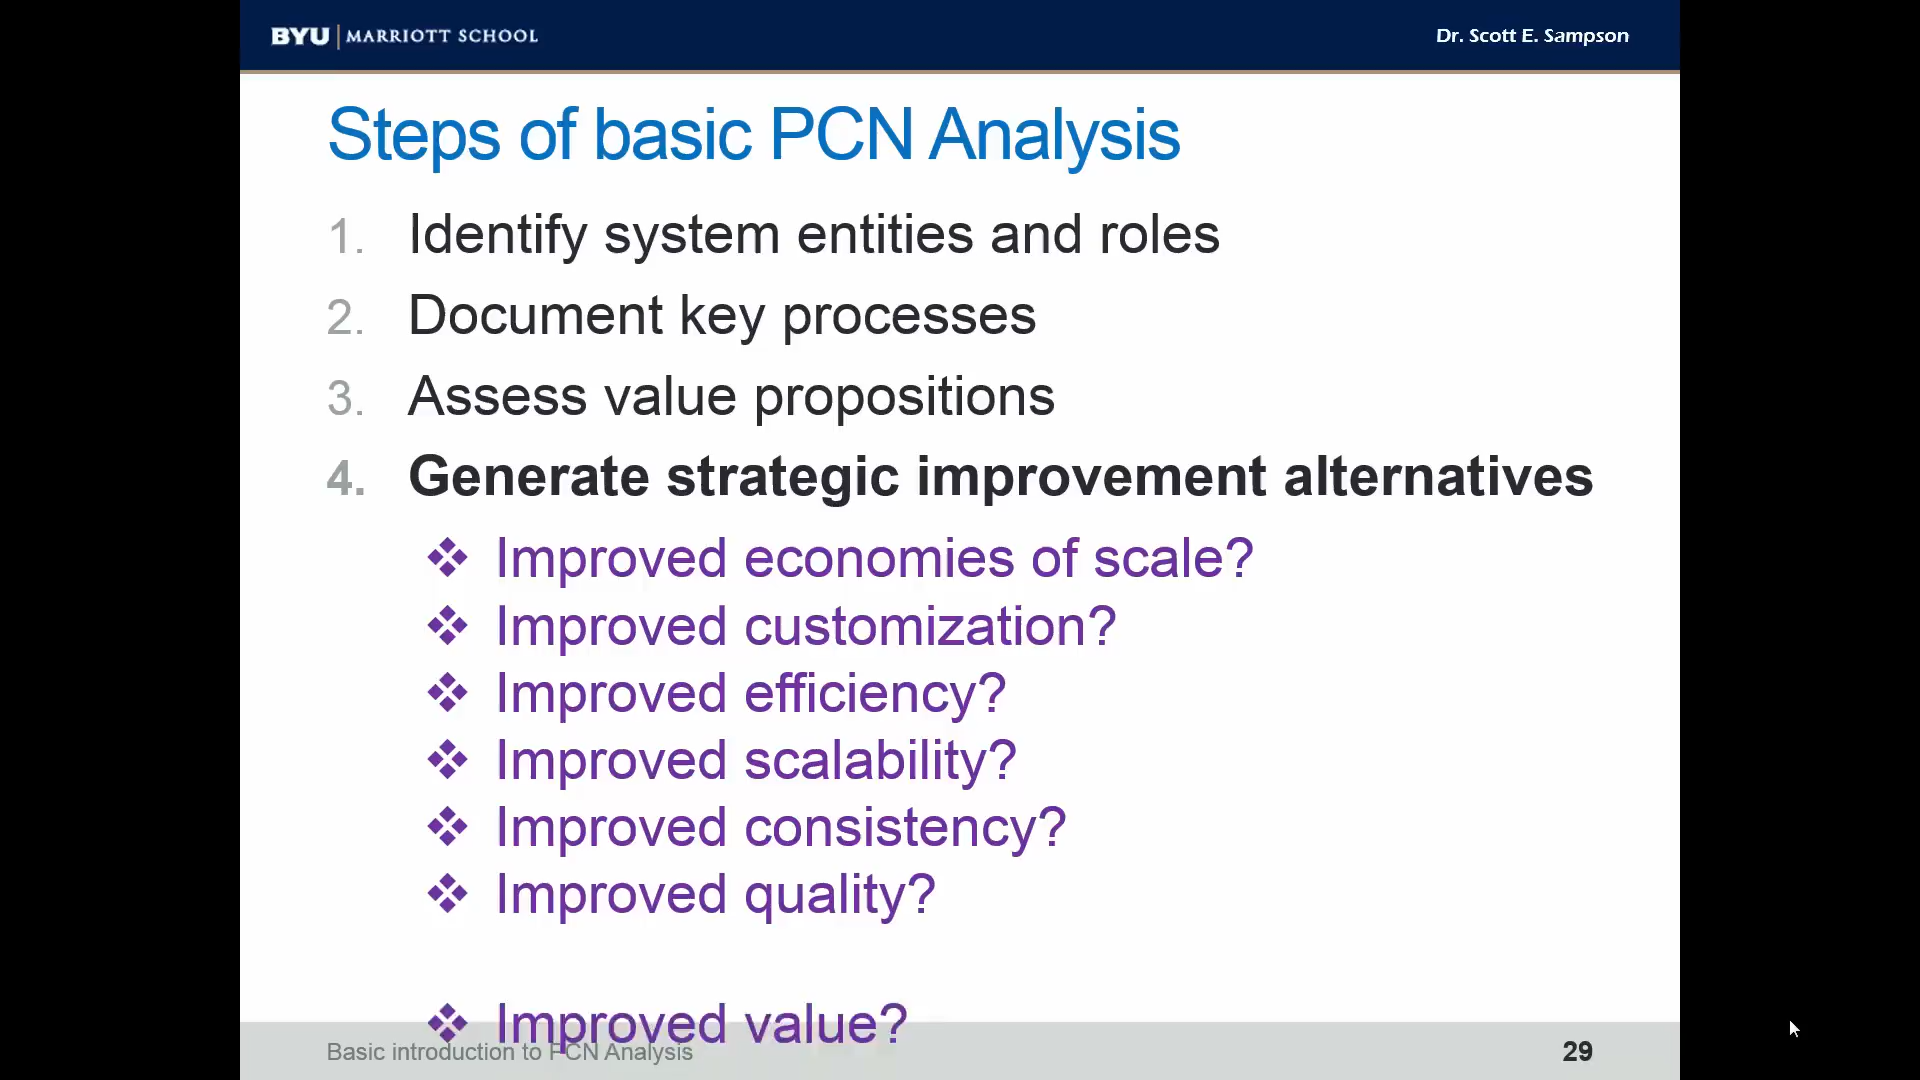 BYU | MARRIOTT SCHOOL
Dr. Scott E. Sampson
Steps of basic PCN Analysis
1. Identify system entities and roles
2. Document key processes
3. Assess value propositions
4. Generate strategic improvement alternatives
❖ Improved economies of scale?
❖ Improved customization?
❖ Improved efficiency?
❖ Improved scalability?
❖ Improved consistency?
❖ Improved quality?
❖ Improved value?
Basic introduction to PCN Analysis
29